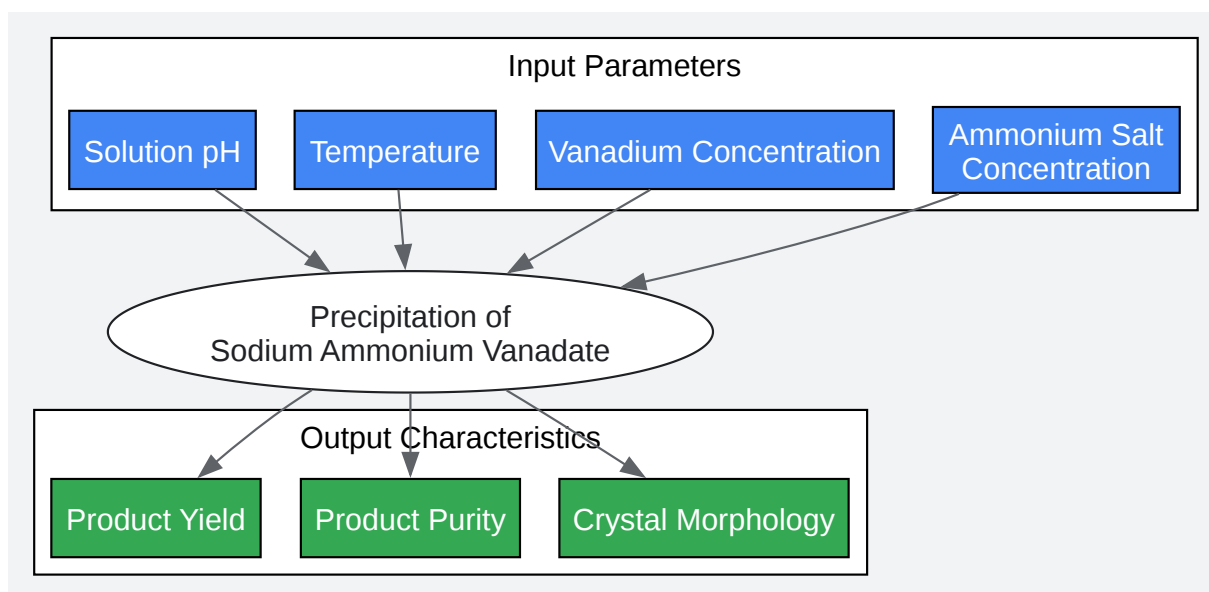 Input Parameters
Solution pH
Temperature
Vanadium Concentration
Ammonium Salt
Concentration
Precipitation of
Sodium Ammonium Vanadate
Output Characteristics
Product Yield
Product Purity
Crystal Morphology